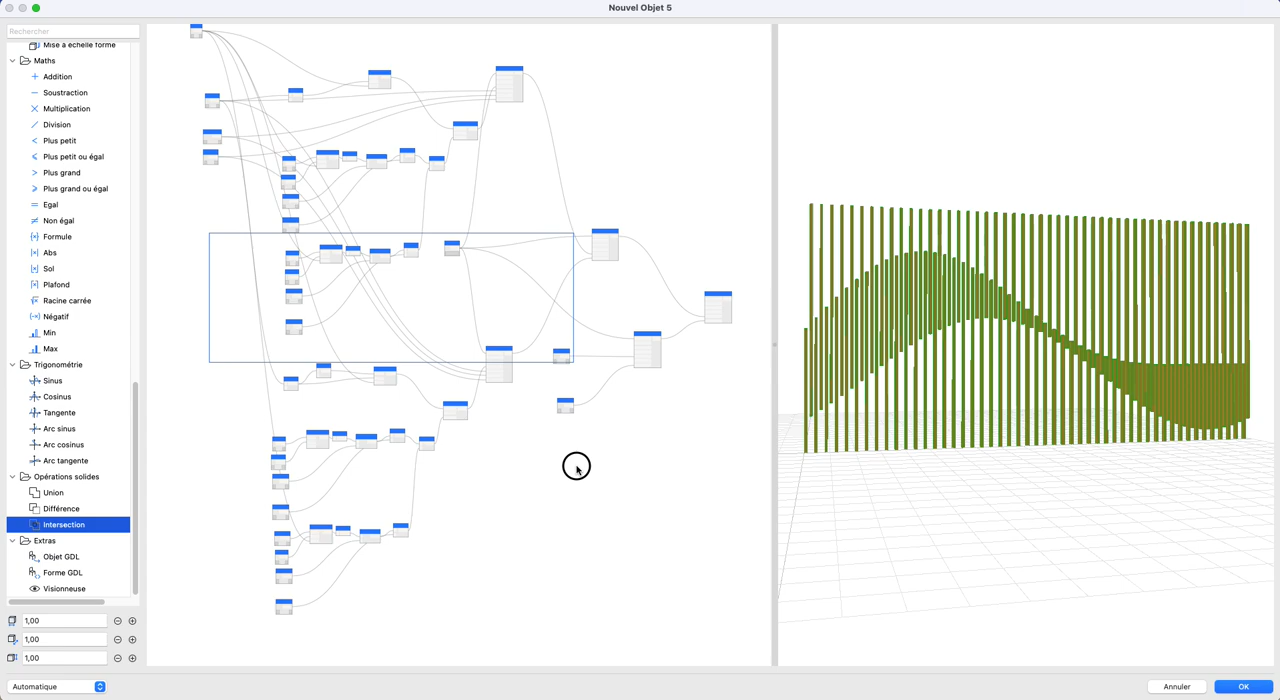 Nouvel Objet 5
Rechercher
Mise à échelle forme
Maths
Addition
Soustraction
Multiplication
Division
Plus petit
Plus petit ou égal
Plus grand
Plus grand ou égal
Egal
Non égal
Formule
Abs
Sol
Plafond
Racine carrée
Négatif
Min
Max
Trigonométrie
Sinus
Cosinus
Tangente
Arc sinus
Arc cosinus
Arc tangente
Opérations solides
Union
Différence
Intersection
Extras
Objet GDL
Forme GDL
Visionneuse
1,00
1,00
1,00
Automatique
Annuler
OK